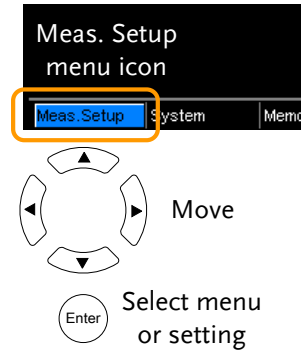 Meas. Setup
menu icon
Meas.Setup System
Move
Enter
Select menu
or setting